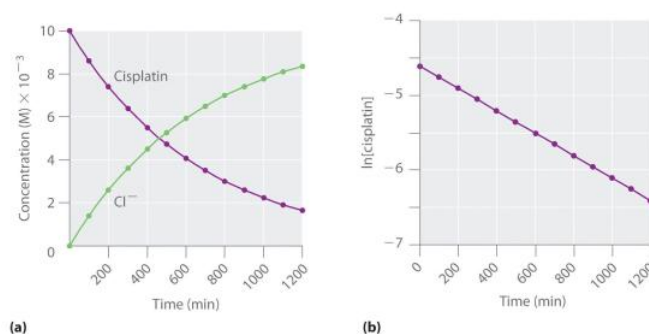 10
8
6
4
2
0
Concentration (M) × 10⁻³
Cisplatin
Cl⁻
200
400
600
800
1000
1200
Time (min)
(a)
−4
−5
−6
−7
ln[cisplatin]
0
200
400
600
800
1000
1200
Time (min)
(b)